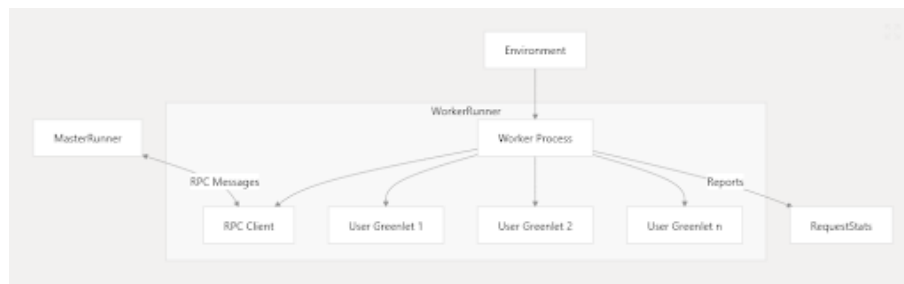 Environment
WorkerRunner
MasterRunner
Worker Process
RPC Messages
Reports
RPC Client
User Greenlet 1
User Greenlet 2
User Greenlet n
RequestStats